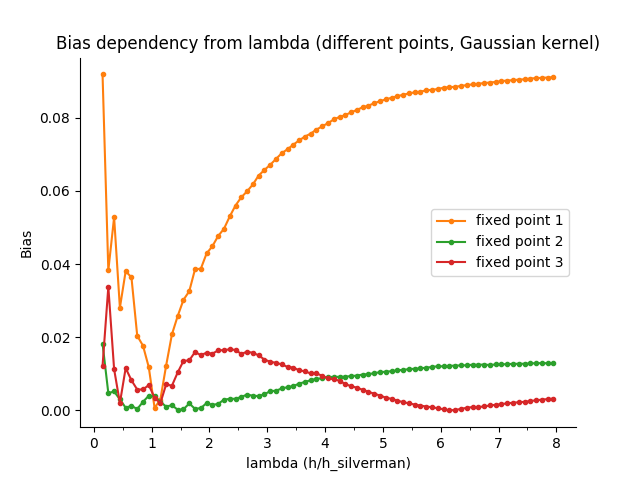 Bias dependency from lambda (different points, Gaussian kernel)
Bias
0.08
0.06
0.04
0.02
0.00
fixed point 1
fixed point 2
fixed point 3
0 1 2 3 4 5 6 7 8
lambda (h/h_silverman)